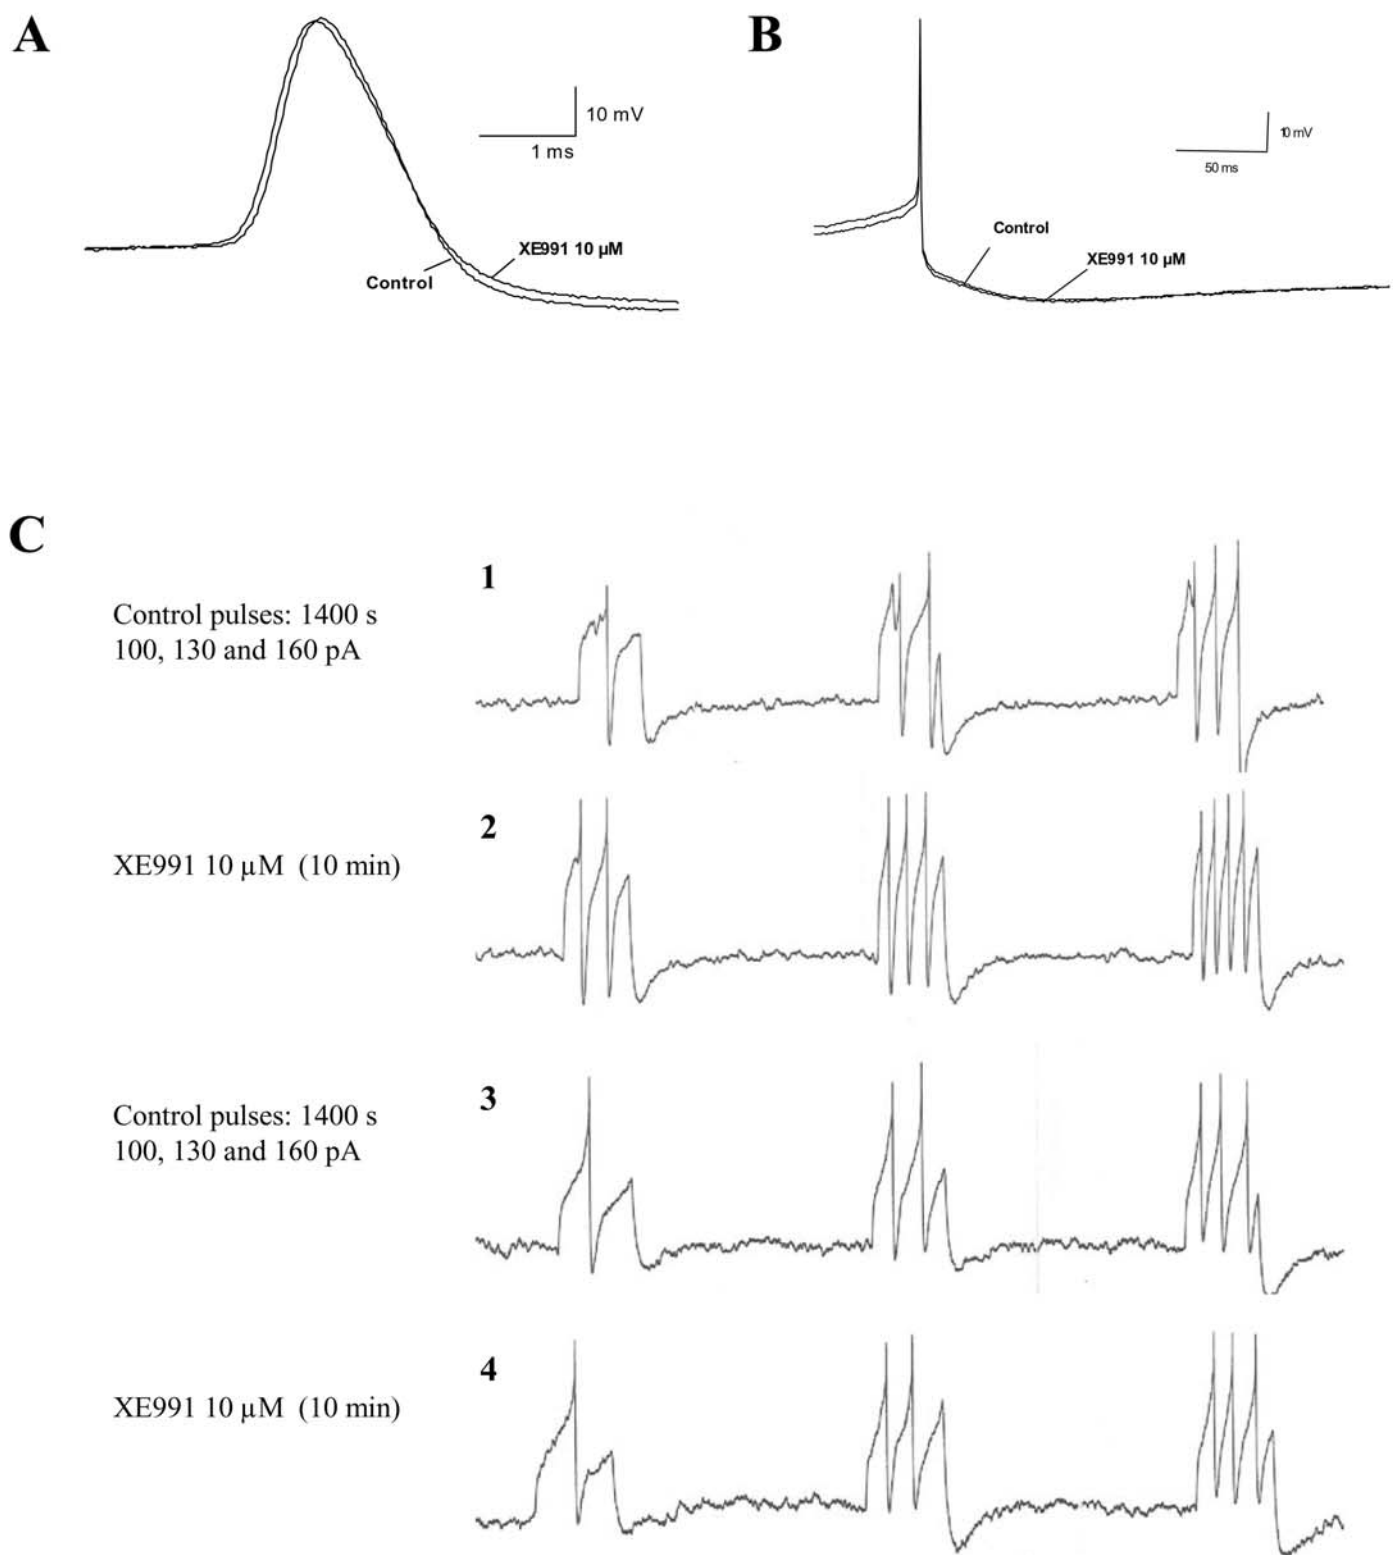 A
10 mV
1 ms
XE991 10 µM
Control
B
10 mV
50 ms
Control
XE991 10 µM
C
1
Control pulses: 1400 s
100, 130 and 160 pA
2
XE991 10 µM (10 min)
3
Control pulses: 1400 s
100, 130 and 160 pA
4
XE991 10 µM (10 min)